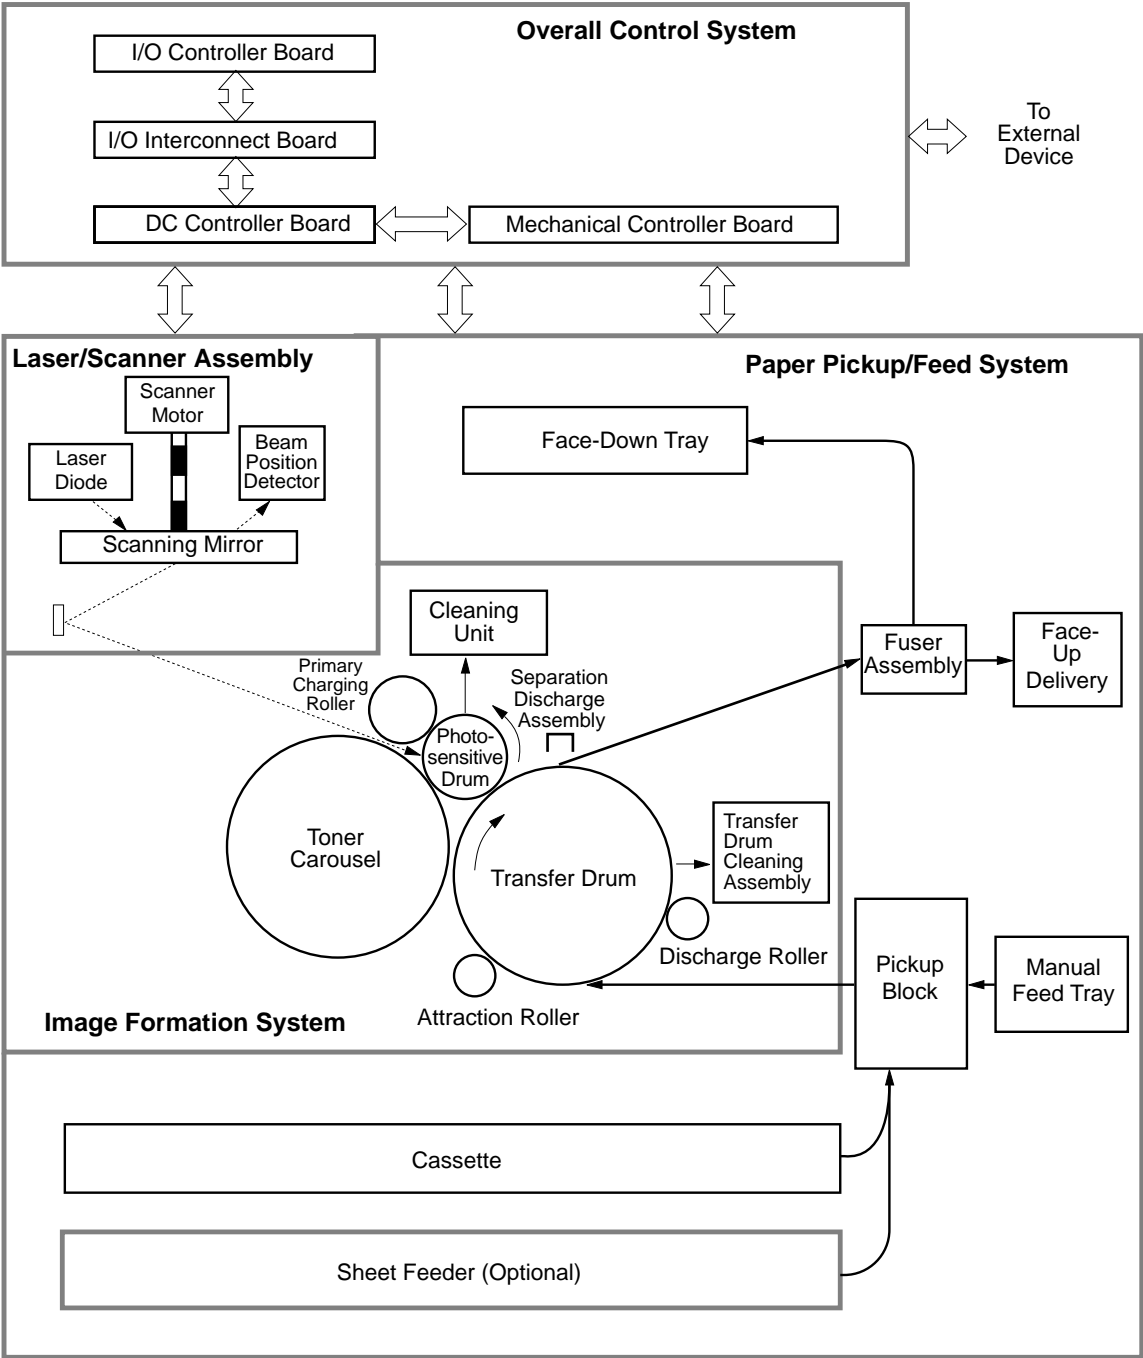 Overall Control System
I/O Controller Board
I/O Interconnect Board
DC Controller Board
Mechanical Controller Board
To
External
Device
Laser/Scanner Assembly
Scanner
Motor
Laser
Diode
Beam
Position
Detector
Scanning Mirror
Paper Pickup/Feed System
Face-Down Tray
Cleaning
Unit
Primary
Charging
Roller
Separation
Discharge
Assembly
Photo-
sensitive
Drum
Fuser
Assembly
Face-
Up
Delivery
Toner
Carousel
Transfer Drum
Transfer
Drum
Cleaning
Assembly
Discharge Roller
Attraction Roller
Image Formation System
Pickup
Block
Manual
Feed Tray
Cassette
Sheet Feeder (Optional)